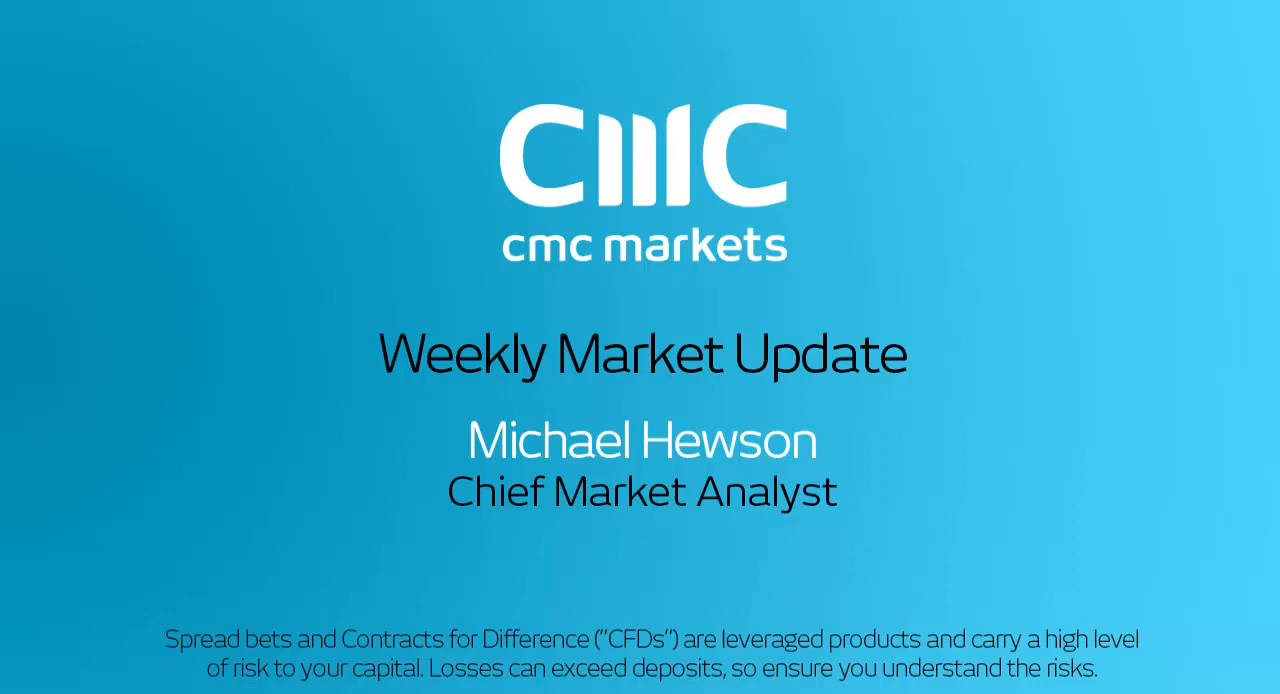 CMC
cmc markets
Weekly Market Update
Michael Hewson
Chief Market Analyst
Spread bets and Contracts for Difference ("CFDs") are leveraged products and carry a high level
of risk to your capital. Losses can exceed deposits, so ensure you understand the risks.